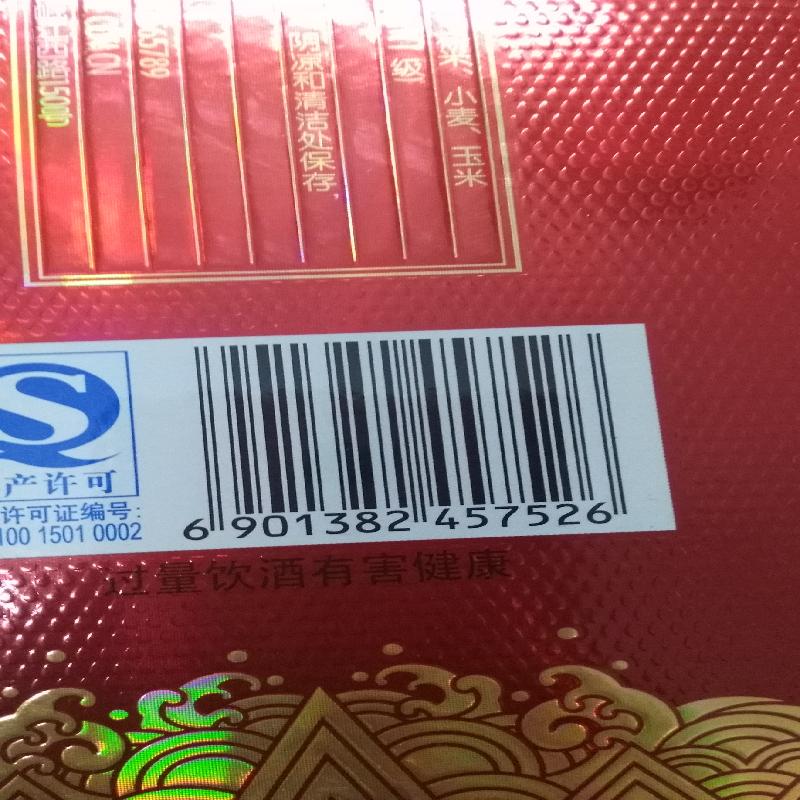 小麦、玉米
级
阴凉和清洁处保存,
产许可
许可证编号:
100 1501 0002
6 901382 457526
过量饮酒有害健康